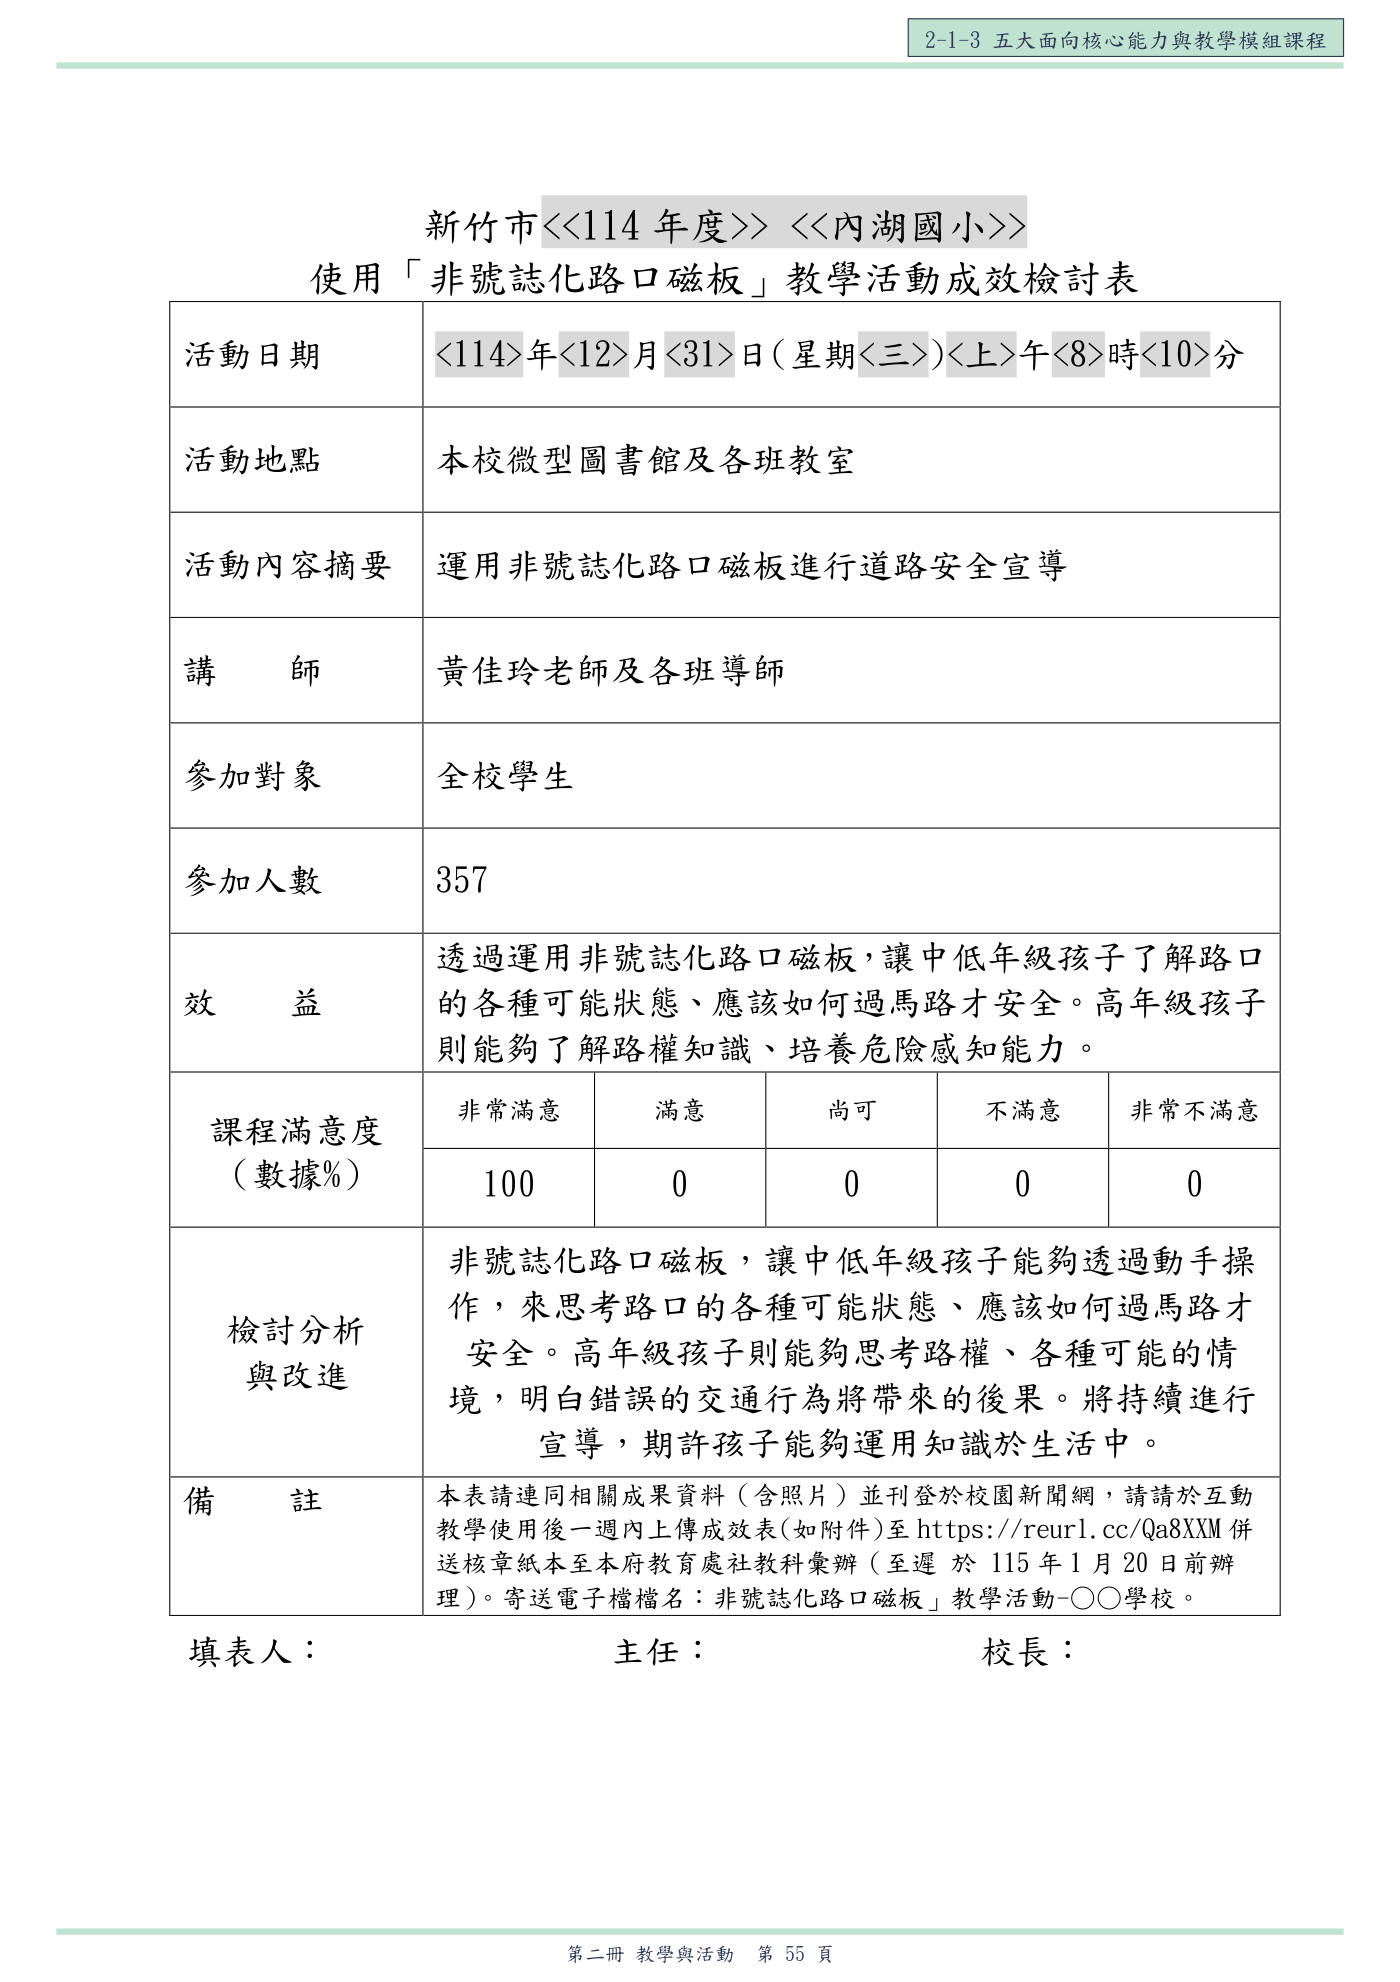 2-1-3 五大面向核心能力與教學模組課程
新竹市<<114 年度>> <<內湖國小>>
使用「非號誌化路口磁板」教學活動成效檢討表
活動日期 <114>年<12>月<31>日(星期<三>)<上>午<8>時<10>分
活動地點 本校微型圖書館及各班教室
活動內容摘要 運用非號誌化路口磁板進行道路安全宣導
講 師 黃佳玲老師及各班導師
參加對象 全校學生
參加人數 357
效 益
透過運用非號誌化路口磁板，讓中低年級孩子了解路口
的各種可能狀態、應該如何過馬路才安全。高年級孩子
則能夠了解路權知識、培養危險感知能力。
課程滿意度
（數據%）
非常滿意 滿意 尚可 不滿意 非常不滿意
100 0 0 0 0
檢討分析
與改進
非號誌化路口磁板，讓中低年級孩子能夠透過動手操
作，來思考路口的各種可能狀態、應該如何過馬路才
安全。高年級孩子則能夠思考路權、各種可能的情
境，明白錯誤的交通行為將帶來的後果。將持續進行
宣導，期許孩子能夠運用知識於生活中。
備 註
本表請連同相關成果資料（含照片）並刊登於校園新聞網，請請於互動
教學使用後一週內上傳成效表(如附件)至 https://reurl.cc/Qa8XXM 併
送核章紙本至本府教育處社教科彙辦（至遲 於 115 年 1 月 20 日前辦
理)。寄送電子檔檔名：非號誌化路口磁板」教學活動-○○學校。
填表人： 主任： 校長：
第二冊 教學與活動 第 55 頁